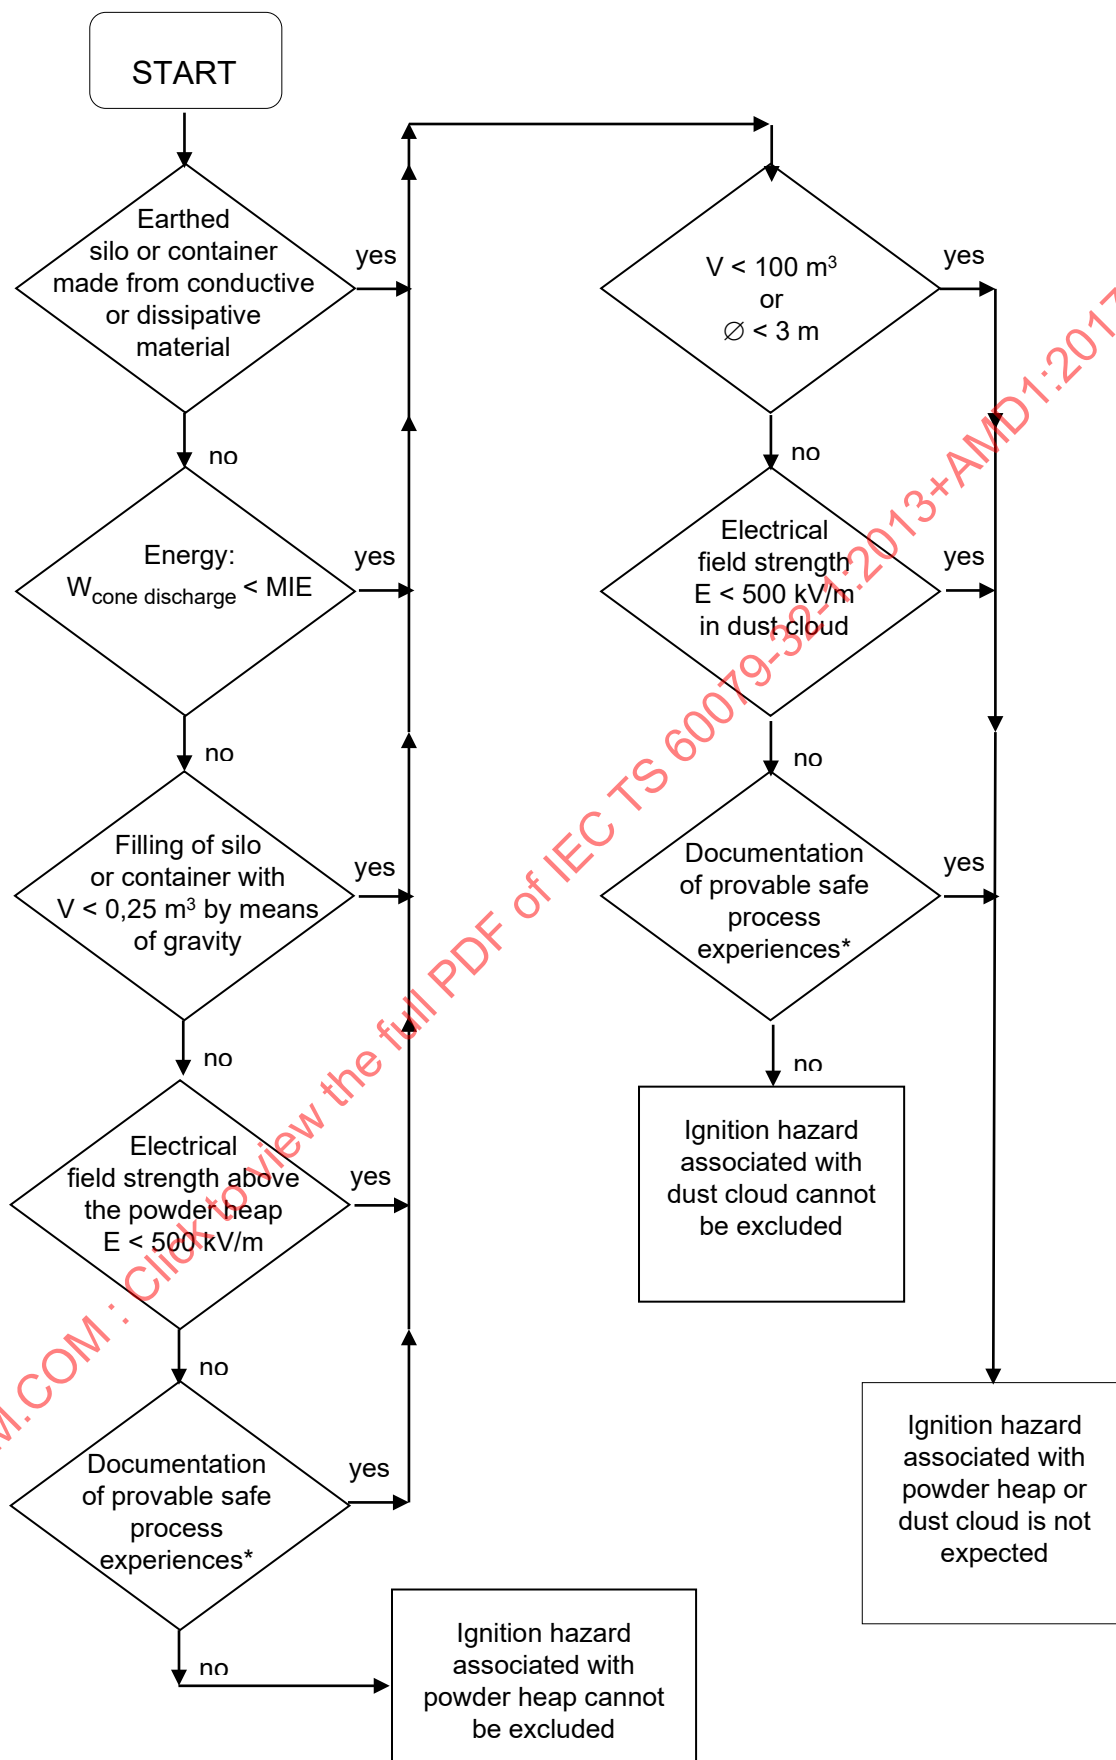 START
Earthed
silo or container
made from conductive
or dissipative
material
yes
no
Energy:
W cone discharge < MIE
yes
no
Filling of silo
or container with
V < 0,25 m³ by means
of gravity
yes
no
Electrical
field strength above
the powder heap
E < 500 kV/m
yes
no
Documentation
of provable safe
process
experiences*
yes
no
Ignition hazard
associated with
powder heap cannot
be excluded
V < 100 m³
or
∅ < 3 m
yes
no
Electrical
field strength
E < 500 kV/m
in dust cloud
yes
no
Documentation
of provable safe
process
experiences*
yes
no
Ignition hazard
associated with
dust cloud cannot
be excluded
Ignition hazard
associated with
powder heap or
dust cloud is not
expected
M.COM : Click to view the full PDF of IEC TS 60079-32-1:2013+AMD1:2017